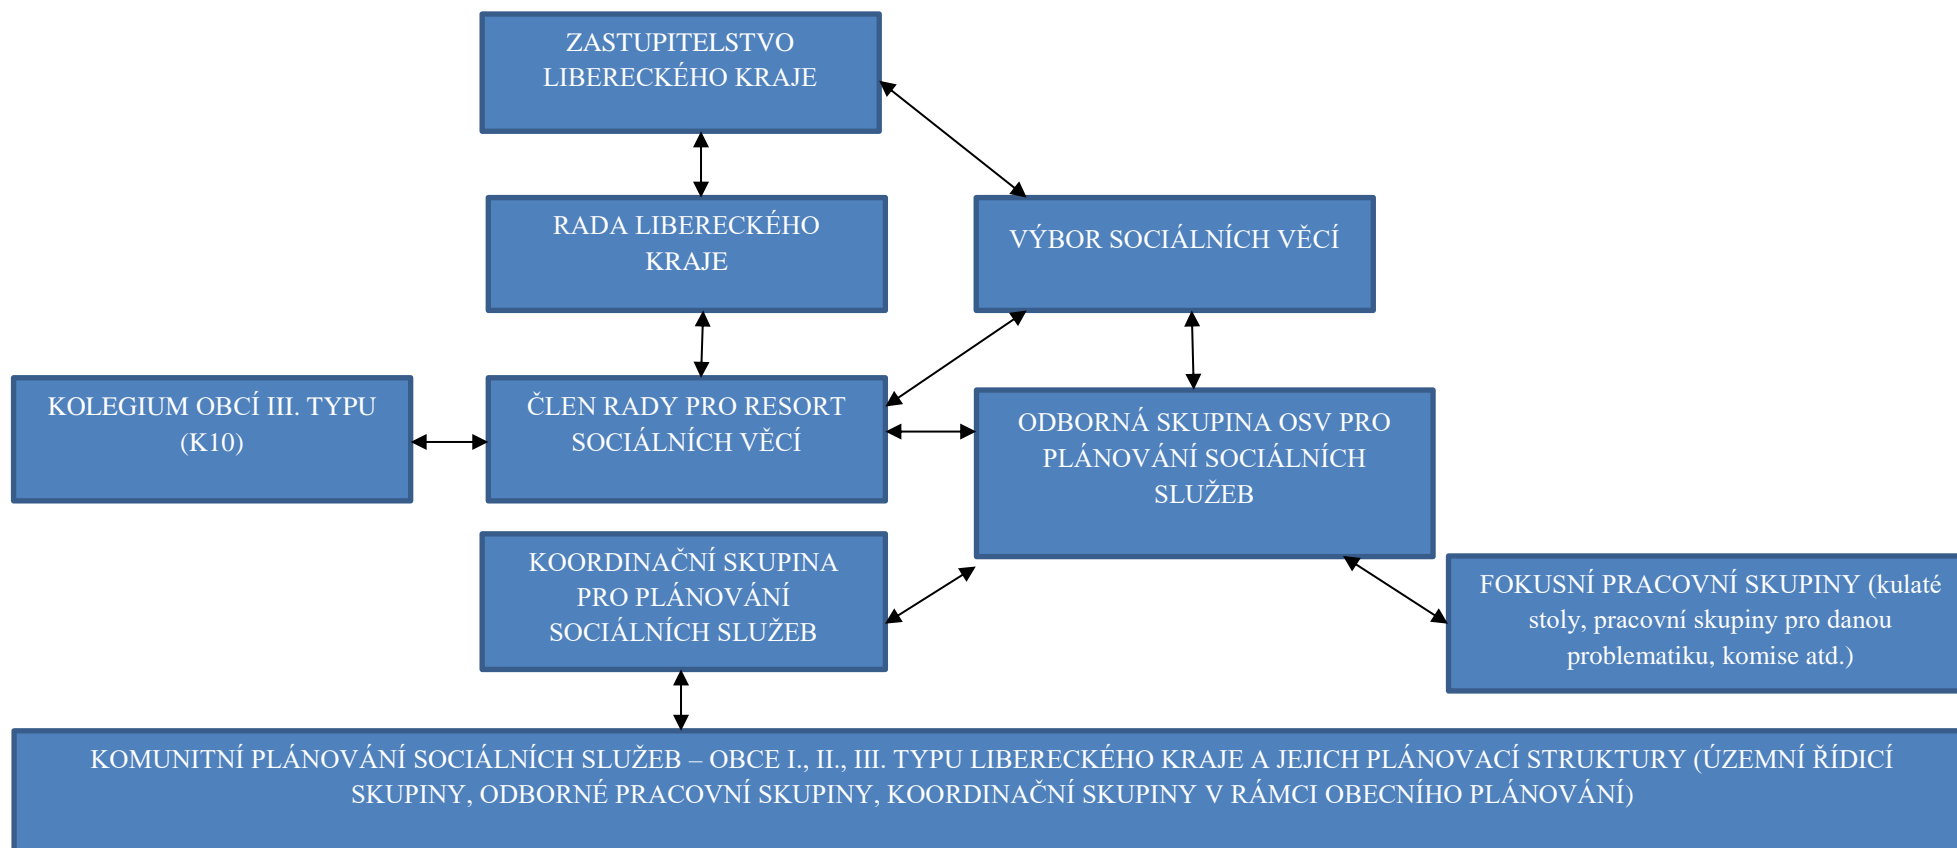 ZASTUPITELSTVO
LIBERECKÉHO KRAJE
RADA LIBERECKÉHO
KRAJE
VÝBOR SOCIÁLNÍCH VĚCÍ
KOLEGIUM OBCÍ III. TYPU
(K10)
ČLEN RADY PRO RESORT
SOCIÁLNÍCH VĚCÍ
ODBORNÁ SKUPINA OSV PRO
PLÁNOVÁNÍ SOCIÁLNÍCH
SLUŽEB
KOORDINAČNÍ SKUPINA
PRO PLÁNOVÁNÍ
SOCIÁLNÍCH SLUŽEB
FOKUSNÍ PRACOVNÍ SKUPINY (kulaté
stoly, pracovní skupiny pro danou
problematiku, komise atd.)
KOMUNITNÍ PLÁNOVÁNÍ SOCIÁLNÍCH SLUŽEB – OBCE I., II., III. TYPU LIBERECKÉHO KRAJE A JEJICH PLÁNOVACÍ STRUKTURY (ÚZEMNÍ ŘÍDICÍ
SKUPINY, ODBORNÉ PRACOVNÍ SKUPINY, KOORDINAČNÍ SKUPINY V RÁMCI OBECNÍHO PLÁNOVÁNÍ)